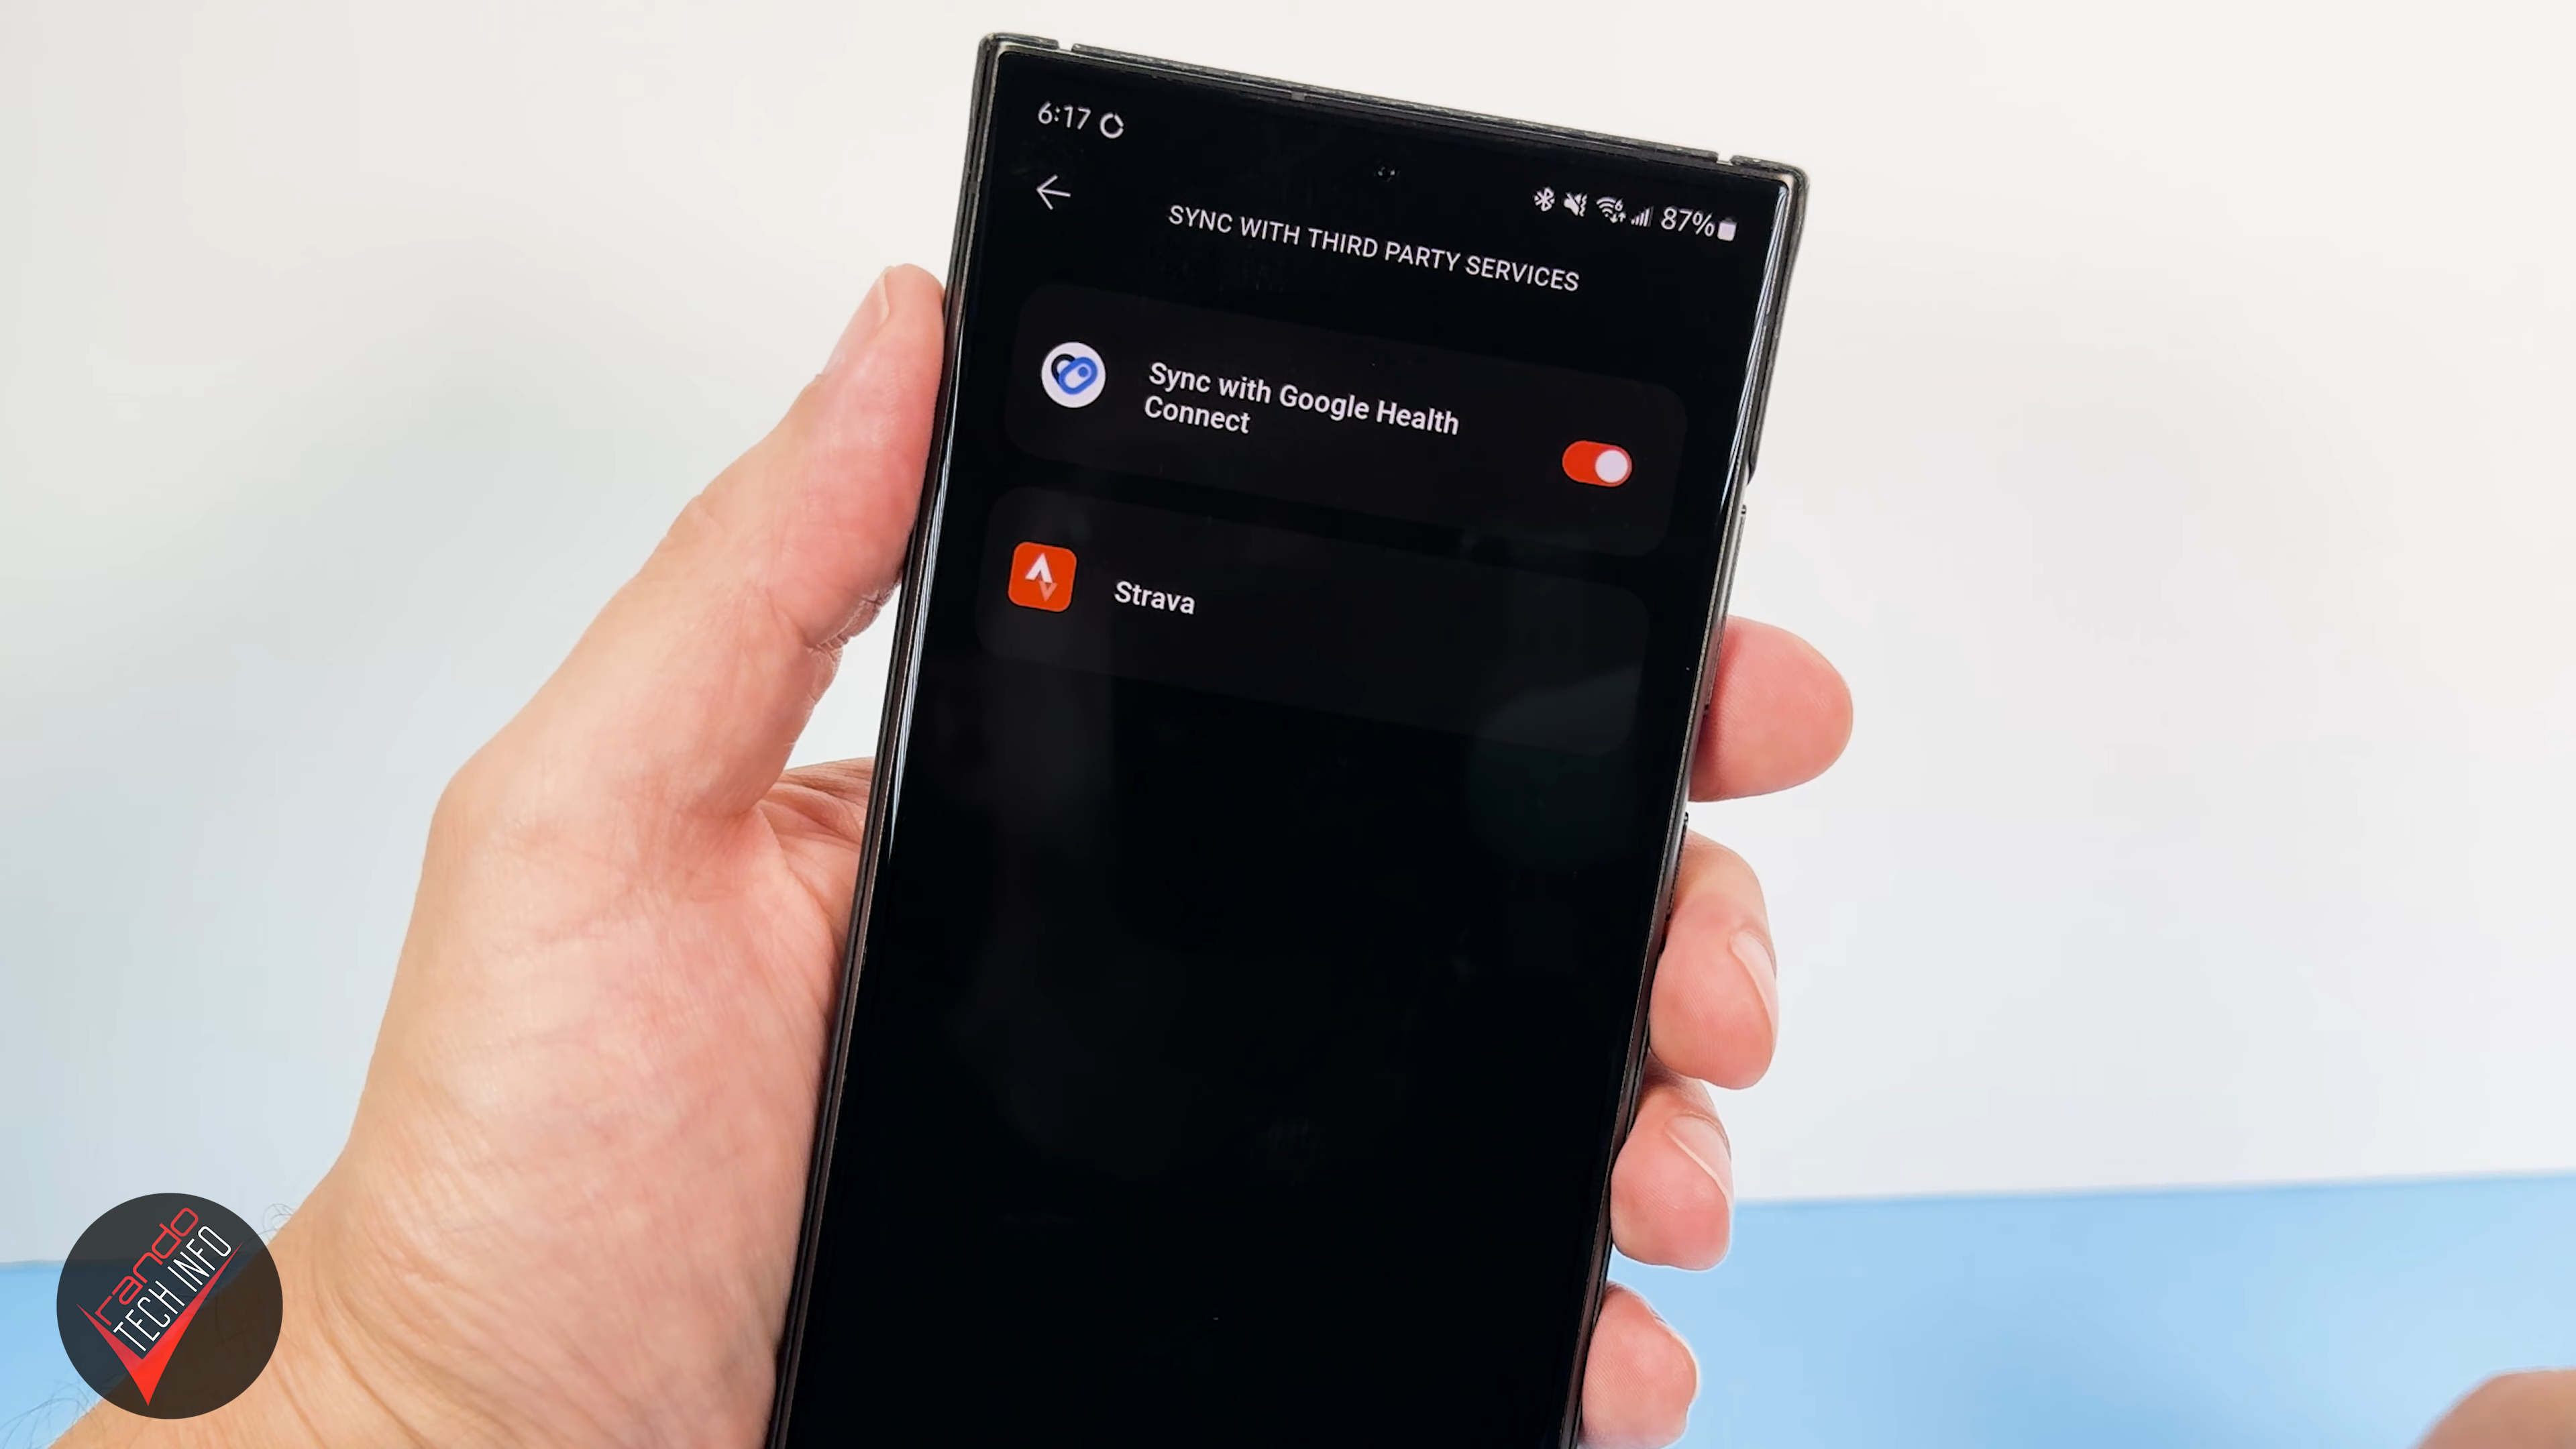 6:17
87%
SYNC WITH THIRD PARTY SERVICES
Sync with Google Health
Connect
Strava
rando
TECH INFO